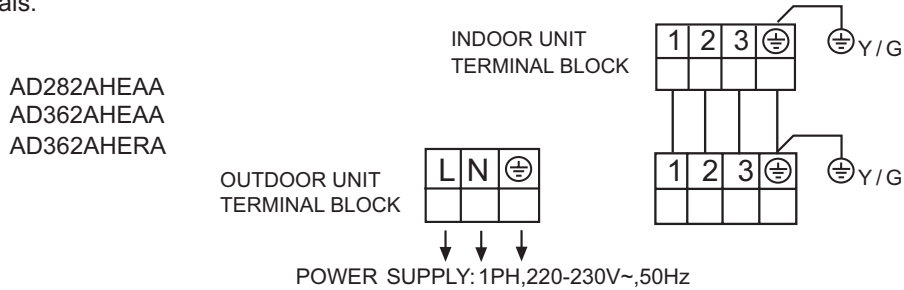 als.
INDOOR UNIT
TERMINAL BLOCK
1 2 3
Y/G
AD282AHEAA
AD362AHEAA
AD362AHERA
OUTDOOR UNIT
TERMINAL BLOCK
L N
1 2 3
Y/G
POWER SUPPLY: 1PH,220-230V~,50Hz